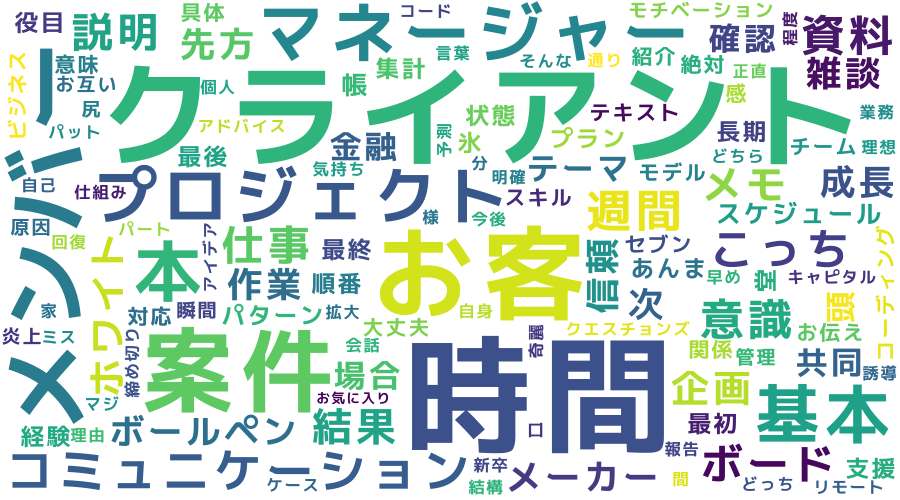 役目
説明
具体
先方
マネージャー
コード
モチベーション
確認
程度
資料
意味
お互い
尻
個人
集計
帳
言葉
そんな
通り
紹介
絶対
正直
雑談
感
業務
ビジネス
パット
アドバイス
クライアント
状態
テキスト
予測
氷
プラン
長期
チーム
理想
最後
金融
気持ち
分
明確
テーマ
どちら
モデル
メモ
成長
自己
仕組み
プロジェクト
スキル
様
今後
週間
スケジュール
原因
回復
パート
アイデア
本
仕事
最終
お客
信頼
セブン
こっち
あんま
次
早め
堂
キャピタル
メンバー
ホワイト
作業
順番
瞬間
対応
パターン
拡大
自身
意識
頭
お伝え
コーディング
家
炎上
ミス
締め切り
大丈夫
会話
奇麗
クエスチョンズ
関係
管理
共同
誘導
マジ
案件
場合
お気に入り
時間
企画
基本
経験
理由
ボールペン
結果
口
最初
報告
ボード
支援
コミュニケーション
ケース
新卒
結構
メーカー
間
どっち
リモート